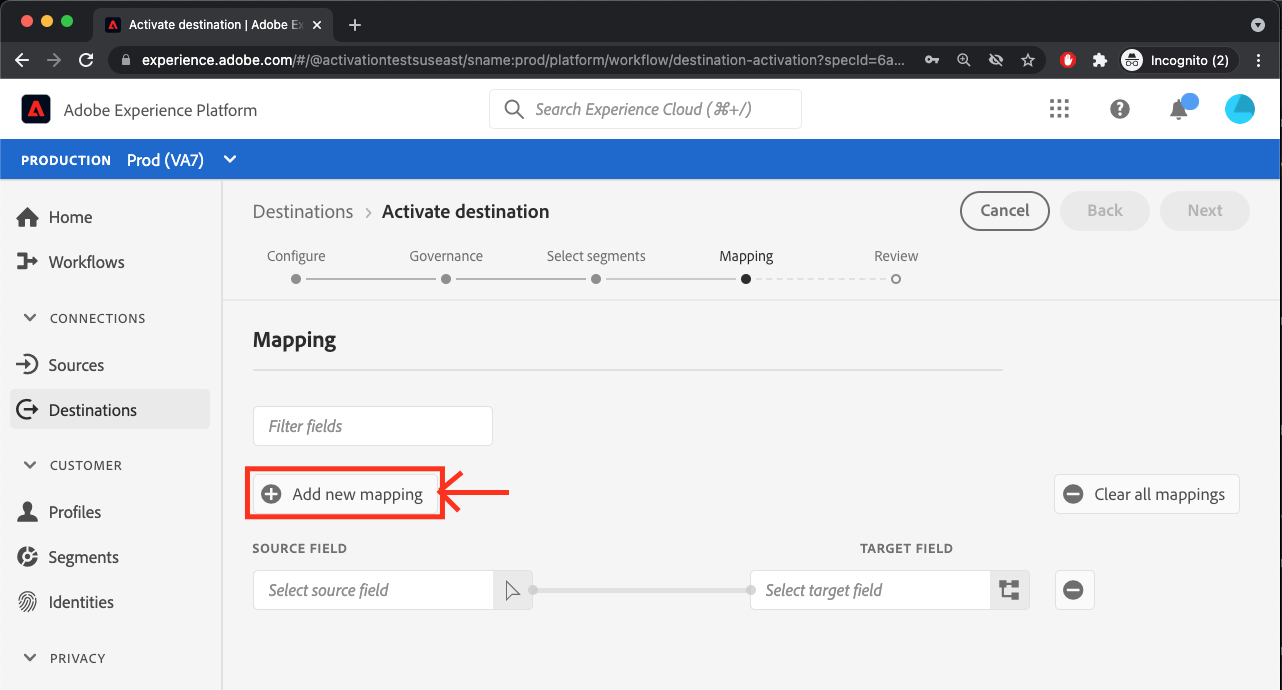 Activate destination | Adobe Ex
experience.adobe.com/#/@activationtestsuseast/sname:prod/platform/workflow/destination-activation?specId=6a...
Incognito (2)
Adobe Experience Platform
Search Experience Cloud (⌘+/)
PRODUCTION Prod (VA7)
Home
Workflows
CONNECTIONS
Sources
Destinations
CUSTOMER
Profiles
Segments
Identities
PRIVACY
Destinations > Activate destination
Cancel
Back
Next
Configure
Governance
Select segments
Mapping
Review
Mapping
Filter fields
Add new mapping
Clear all mappings
SOURCE FIELD
TARGET FIELD
Select source field
Select target field